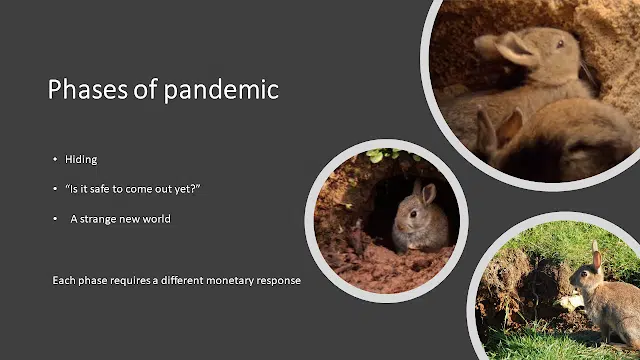 Phases of pandemic
• Hiding
• “Is it safe to come out yet?”
• A strange new world
Each phase requires a different monetary response